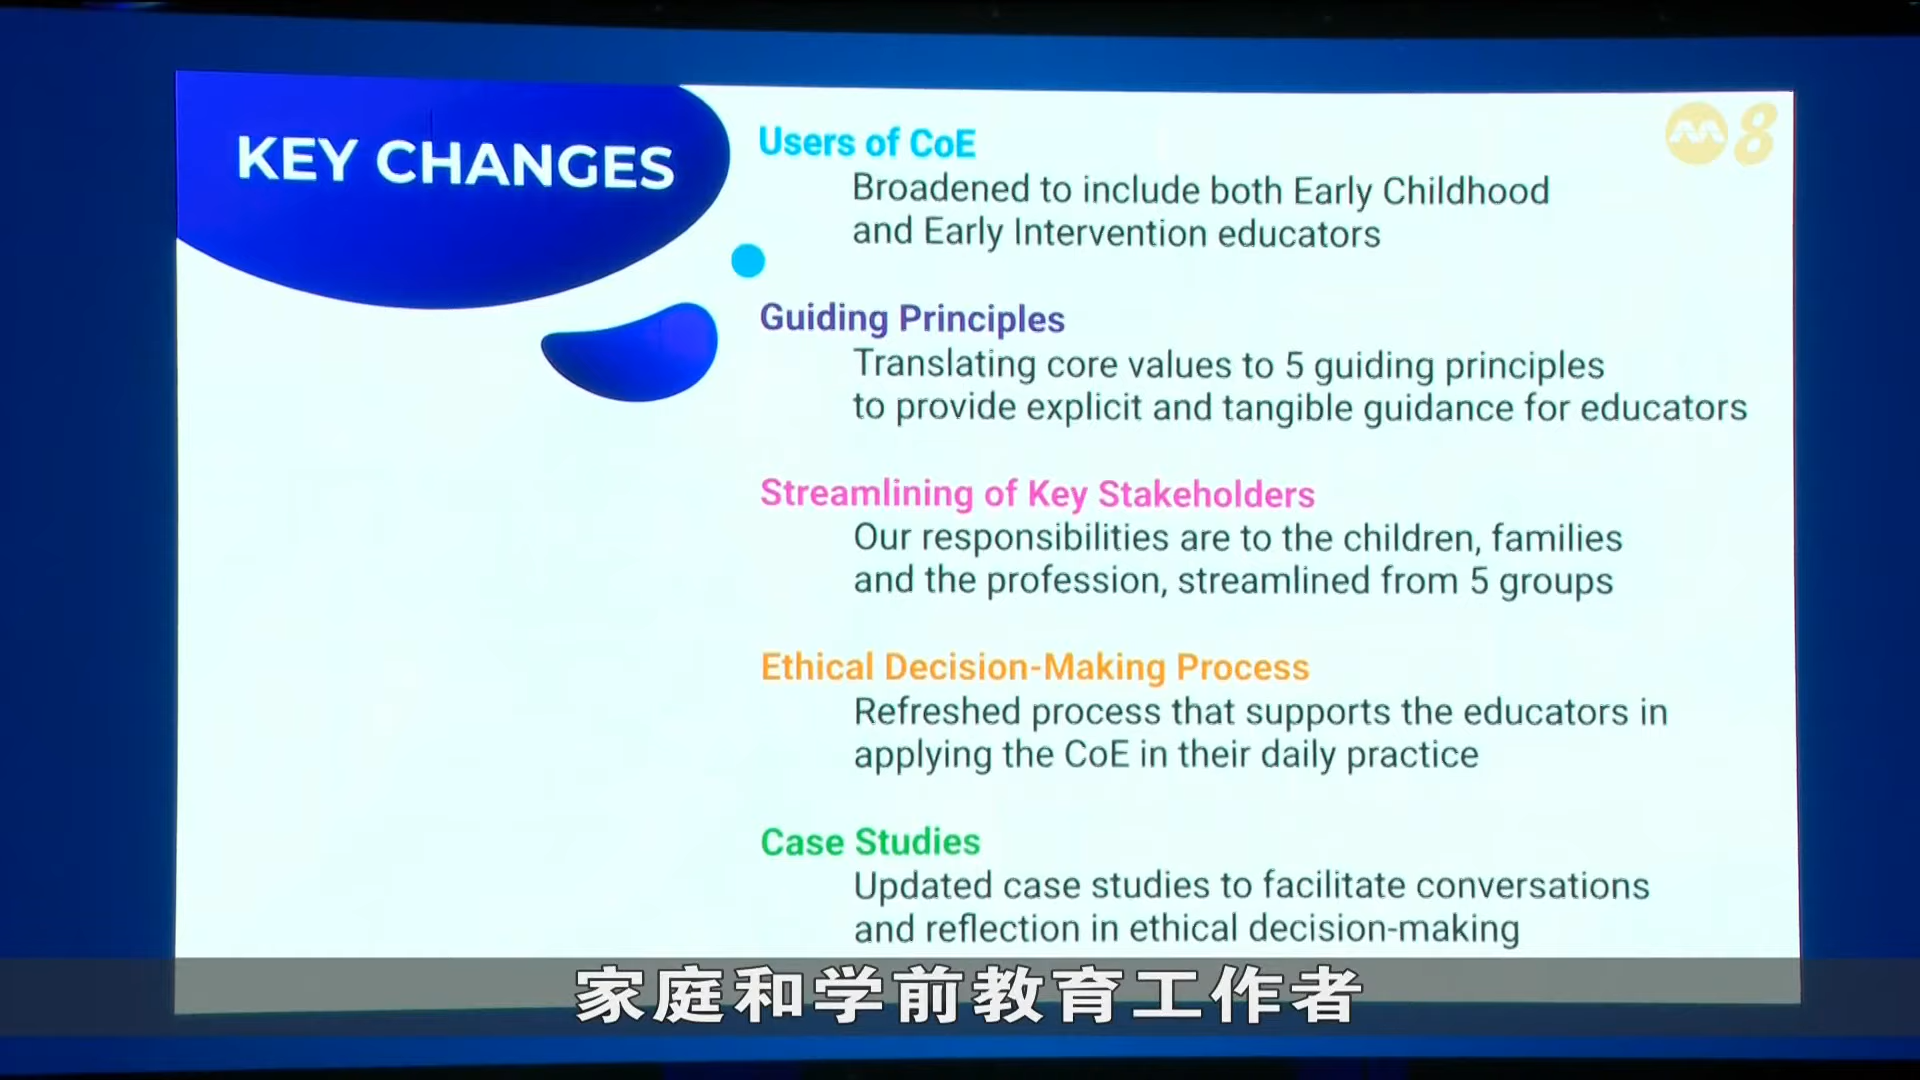 KEY CHANGES
Users of CoE
Broadened to include both Early Childhood
and Early Intervention educators
Guiding Principles
Translating core values to 5 guiding principles
to provide explicit and tangible guidance for educators
Streamlining of Key Stakeholders
Our responsibilities are to the children, families
and the profession, streamlined from 5 groups
Ethical Decision-Making Process
Refreshed process that supports the educators in
applying the CoE in their daily practice
Case Studies
Updated case studies to facilitate conversations
and reflection in ethical decision-making
8
家庭和学前教育工作者